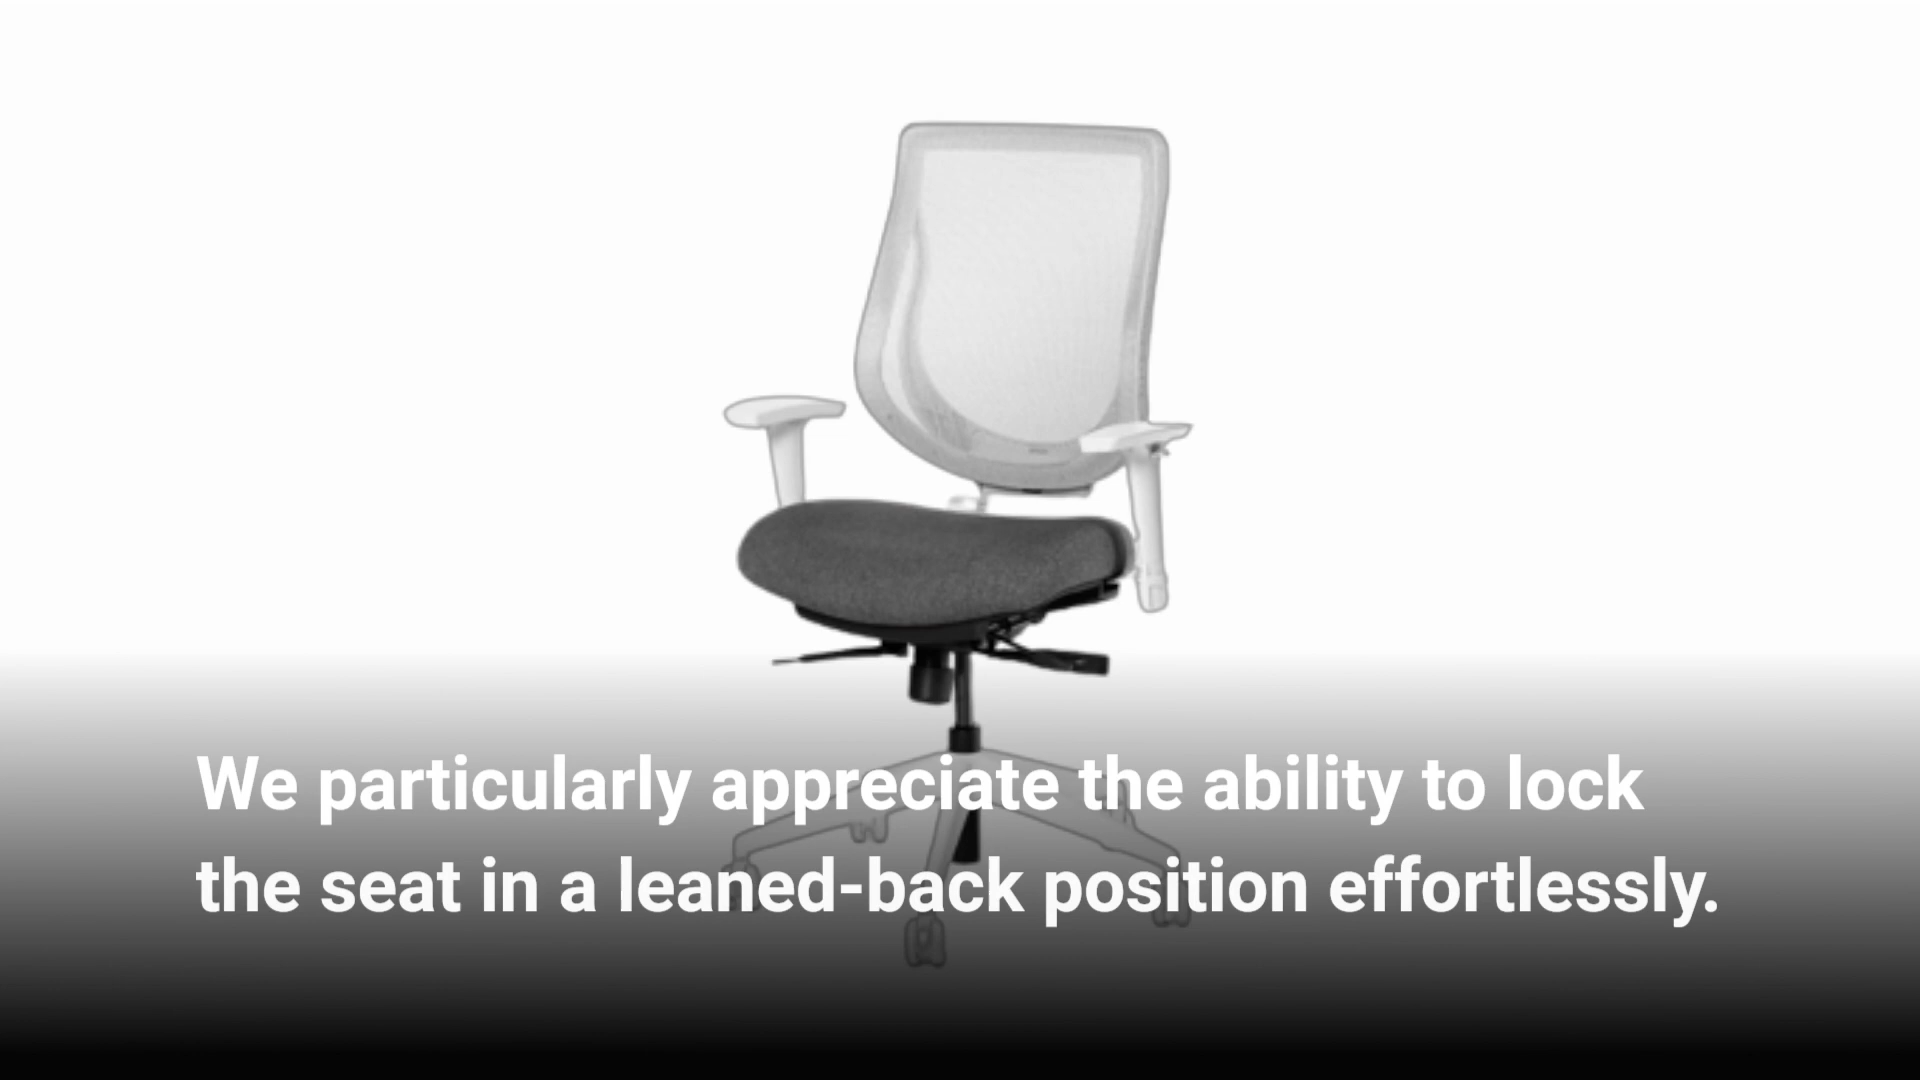 We particularly appreciate the ability to lock
the seat in a leaned-back position effortlessly.